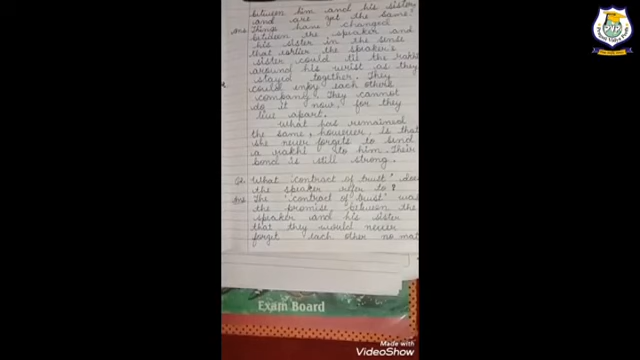 between him and his sister
and are yet the same?
Ans Things have changed
between the speaker and
his sister in the sense
that earlier the speaker's
sister could tie the rakhi
around his wrist as they
stayed together. They
could enjoy each others
company. They cannot
do it now, for they
live apart.
What has remained
the same, however, is that
she never forgets to send
a rakhi to him. Their
bond is still strong.
Q2. What 'contract of trust' does
the speaker refer to?
Ans The 'contract of trust' was
the promise between the
speaker and his sister
that they would never
forget each other no mat
Exam Board
Made with
VideoShow
PVP